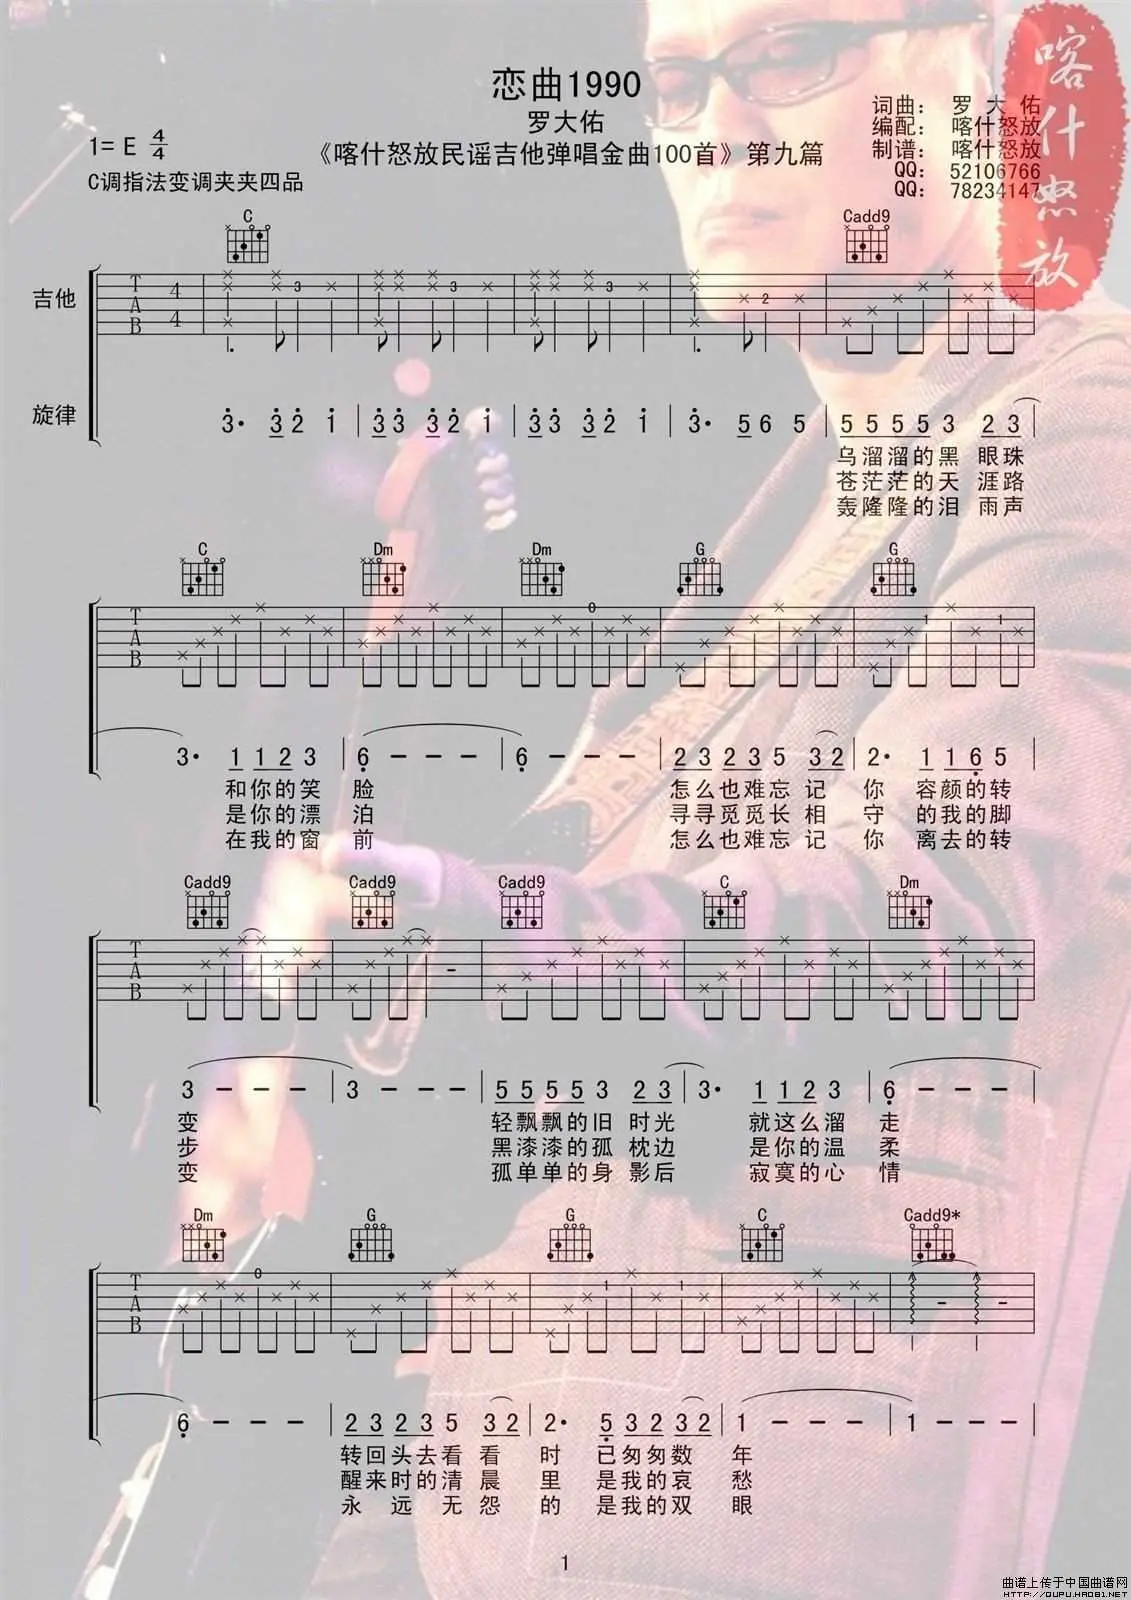 恋曲1990
罗大佑
《喀什怒放民谣吉他弹唱金曲100首》第九篇
1= E 4/4
C调指法变调夹夹四品
词曲： 罗 大 佑
编配： 喀什怒放
制谱： 喀什怒放
QQ： 52106766
QQ： 78234147
喀什怒放
C Cadd9
吉他 T A B 4 4 3 3 3 2
旋律 3· 3 2 1 | 3 3 3 2 1 | 3 3 3 2 1 | 3· 5 6 5 | 5 5 5 5 3 2 3
乌溜溜的黑 眼珠
苍茫茫的天 涯路
轰隆隆的泪 雨声
C Dm Dm G G
T A B 0 1 1
3· 1 1 2 3 | 6 - - - | 6 - - - | 2 3 2 3 5 3 2 | 2· 1 1 6 5
和你的笑 脸 怎么也难忘记 你 容颜的转
是你的漂 泊 寻寻觅觅长相 守 的我的脚
在我的窗 前 怎么也难忘记 你 离去的转
Cadd9 Cadd9 Cadd9 C Dm
T A B -
3 - - - | 3 - - - | 5 5 5 5 3 2 3 | 3· 1 1 2 3 | 6 - - -
变 轻飘飘的旧 时光 就这么溜 走
步 黑漆漆的孤 枕边 是你的温 柔
变 孤单单的身 影后 寂寞的心 情
Dm G G C Cadd9*
T A B 0 1 1 - -
6 - - - | 2 3 2 3 5 3 2 | 2· 5 3 2 3 2 | 1 - - - | 1 - - -
转回头去看看 时 已匆匆数 年
醒来时的清晨 里 是我的哀 愁
永 远 无 怨 的 是我的双 眼
1
曲谱上传于中国曲谱网
HTTP://QUPU.HAO81.NET